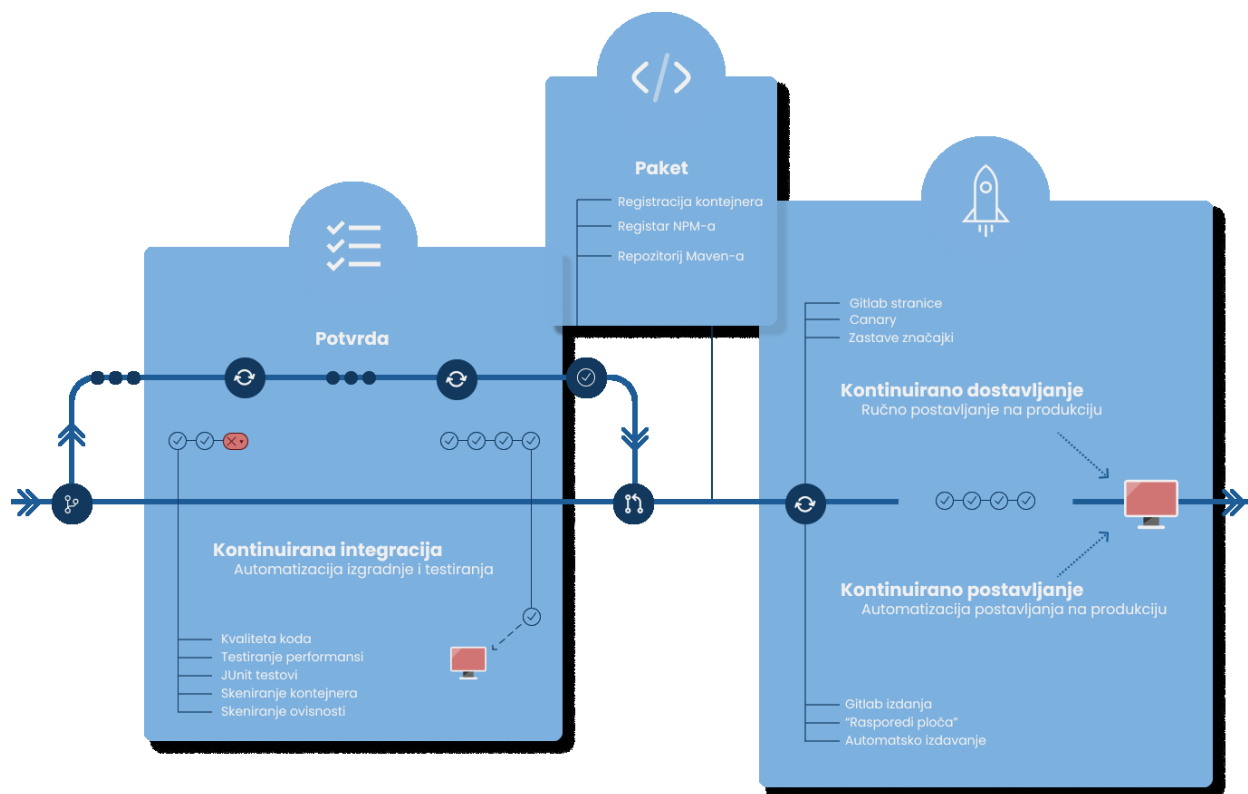 Paket
Registracija kontejnera
Registar NPM-a
Repozitorij Maven-a
Potvrda
Kontinuirana integracija
Automatizacija izgradnje i testiranja
Kvaliteta koda
Testiranje performansi
JUnit testovi
Skeniranje kontejnera
Skeniranje ovisnosti
Gitlab stranice
Canary
Zastave značajki
Kontinuirano dostavljanje
Ručno postavljanje na produkciju
Kontinuirano postavljanje
Automatizacija postavljanja na produkciju
Gitlab izdanja
“Rasporedi ploča”
Automatsko izdavanje